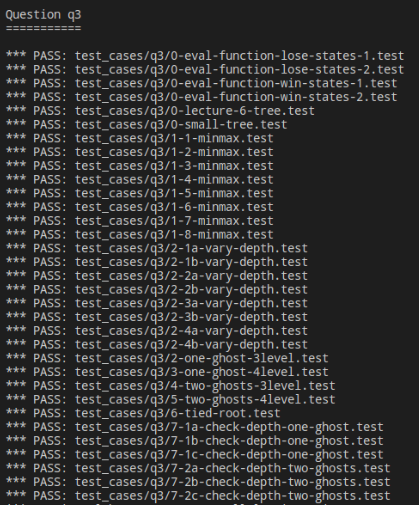 Question q3
===========
*** PASS: test_cases/q3/0-eval-function-lose-states-1.test
*** PASS: test_cases/q3/0-eval-function-lose-states-2.test
*** PASS: test_cases/q3/0-eval-function-win-states-1.test
*** PASS: test_cases/q3/0-eval-function-win-states-2.test
*** PASS: test_cases/q3/0-lecture-6-tree.test
*** PASS: test_cases/q3/0-small-tree.test
*** PASS: test_cases/q3/1-1-minmax.test
*** PASS: test_cases/q3/1-2-minmax.test
*** PASS: test_cases/q3/1-3-minmax.test
*** PASS: test_cases/q3/1-4-minmax.test
*** PASS: test_cases/q3/1-5-minmax.test
*** PASS: test_cases/q3/1-6-minmax.test
*** PASS: test_cases/q3/1-7-minmax.test
*** PASS: test_cases/q3/1-8-minmax.test
*** PASS: test_cases/q3/2-1a-vary-depth.test
*** PASS: test_cases/q3/2-1b-vary-depth.test
*** PASS: test_cases/q3/2-2a-vary-depth.test
*** PASS: test_cases/q3/2-2b-vary-depth.test
*** PASS: test_cases/q3/2-3a-vary-depth.test
*** PASS: test_cases/q3/2-3b-vary-depth.test
*** PASS: test_cases/q3/2-4a-vary-depth.test
*** PASS: test_cases/q3/2-4b-vary-depth.test
*** PASS: test_cases/q3/2-one-ghost-3level.test
*** PASS: test_cases/q3/3-one-ghost-4level.test
*** PASS: test_cases/q3/4-two-ghosts-3level.test
*** PASS: test_cases/q3/5-two-ghosts-4level.test
*** PASS: test_cases/q3/6-tied-root.test
*** PASS: test_cases/q3/7-1a-check-depth-one-ghost.test
*** PASS: test_cases/q3/7-1b-check-depth-one-ghost.test
*** PASS: test_cases/q3/7-1c-check-depth-one-ghost.test
*** PASS: test_cases/q3/7-2a-check-depth-two-ghosts.test
*** PASS: test_cases/q3/7-2b-check-depth-two-ghosts.test
*** PASS: test_cases/q3/7-2c-check-depth-two-ghosts.test